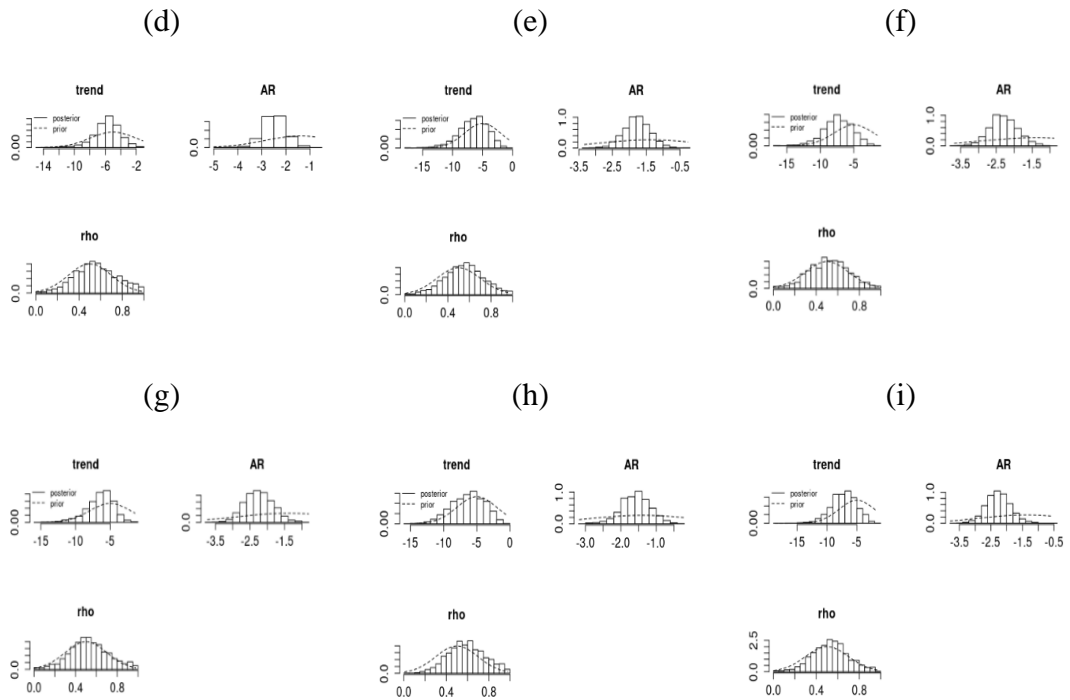 (d)
trend
posterior
prior
0.00
-14 -10 -6 -2
AR
0.0
-5 -4 -3 -2 -1
rho
0.0
0.0 0.4 0.8
(e)
trend
posterior
prior
0.00
-15 -10 -5 0
AR
0.0 1.0
-3.5 -2.5 -1.5 -0.5
rho
0.0
0.0 0.4 0.8
(f)
trend
posterior
prior
0.00
-15 -10 -5
AR
0.0 1.0
-3.5 -2.5 -1.5
rho
0.0
0.0 0.4 0.8
(g)
trend
posterior
prior
0.00
-15 -10 -5
AR
0.0
-3.5 -2.5 -1.5
rho
0.0
0.0 0.4 0.8
(h)
trend
posterior
prior
0.00
-15 -10 -5 0
AR
0.0 1.0
-3.0 -2.0 -1.0
rho
0.0
0.0 0.4 0.8
(i)
trend
posterior
prior
0.00
-15 -10 -5
AR
0.0 1.0
-3.5 -2.5 -1.5 -0.5
rho
0.0 2.5
0.0 0.4 0.8